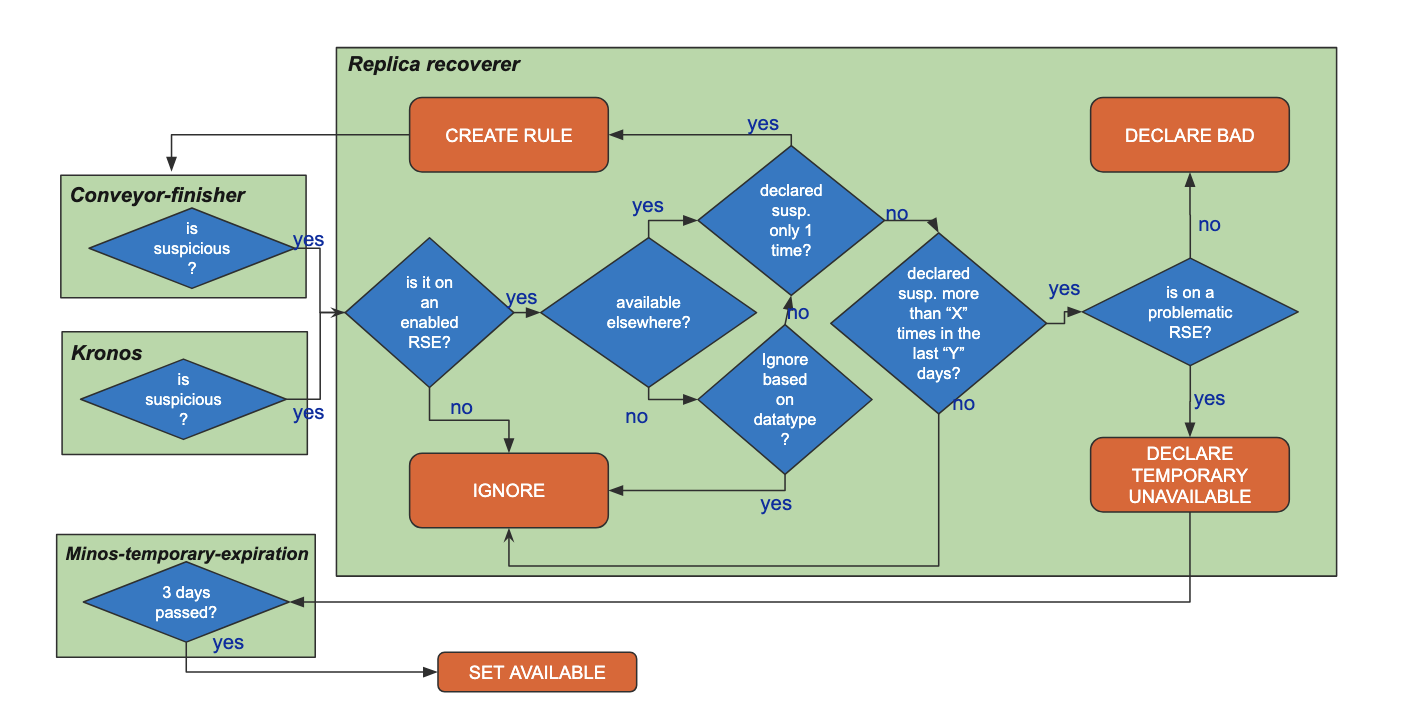 Replica recoverer
CREATE RULE
yes
DECLARE BAD
Conveyor-finisher
is
suspicious
?
yes
declared
susp.
only 1
time?
yes
no
no
is it on
an
enabled
RSE?
yes
available
elsewhere?
declared
susp. more
than “X”
times in the
last “Y”
days?
yes
is on a
problematic
RSE?
no
Kronos
is
suspicious
?
yes
no
no
Ignore
based
on
datatype
?
no
yes
IGNORE
yes
DECLARE
TEMPORARY
UNAVAILABLE
Minos-temporary-expiration
3 days
passed?
yes
SET AVAILABLE